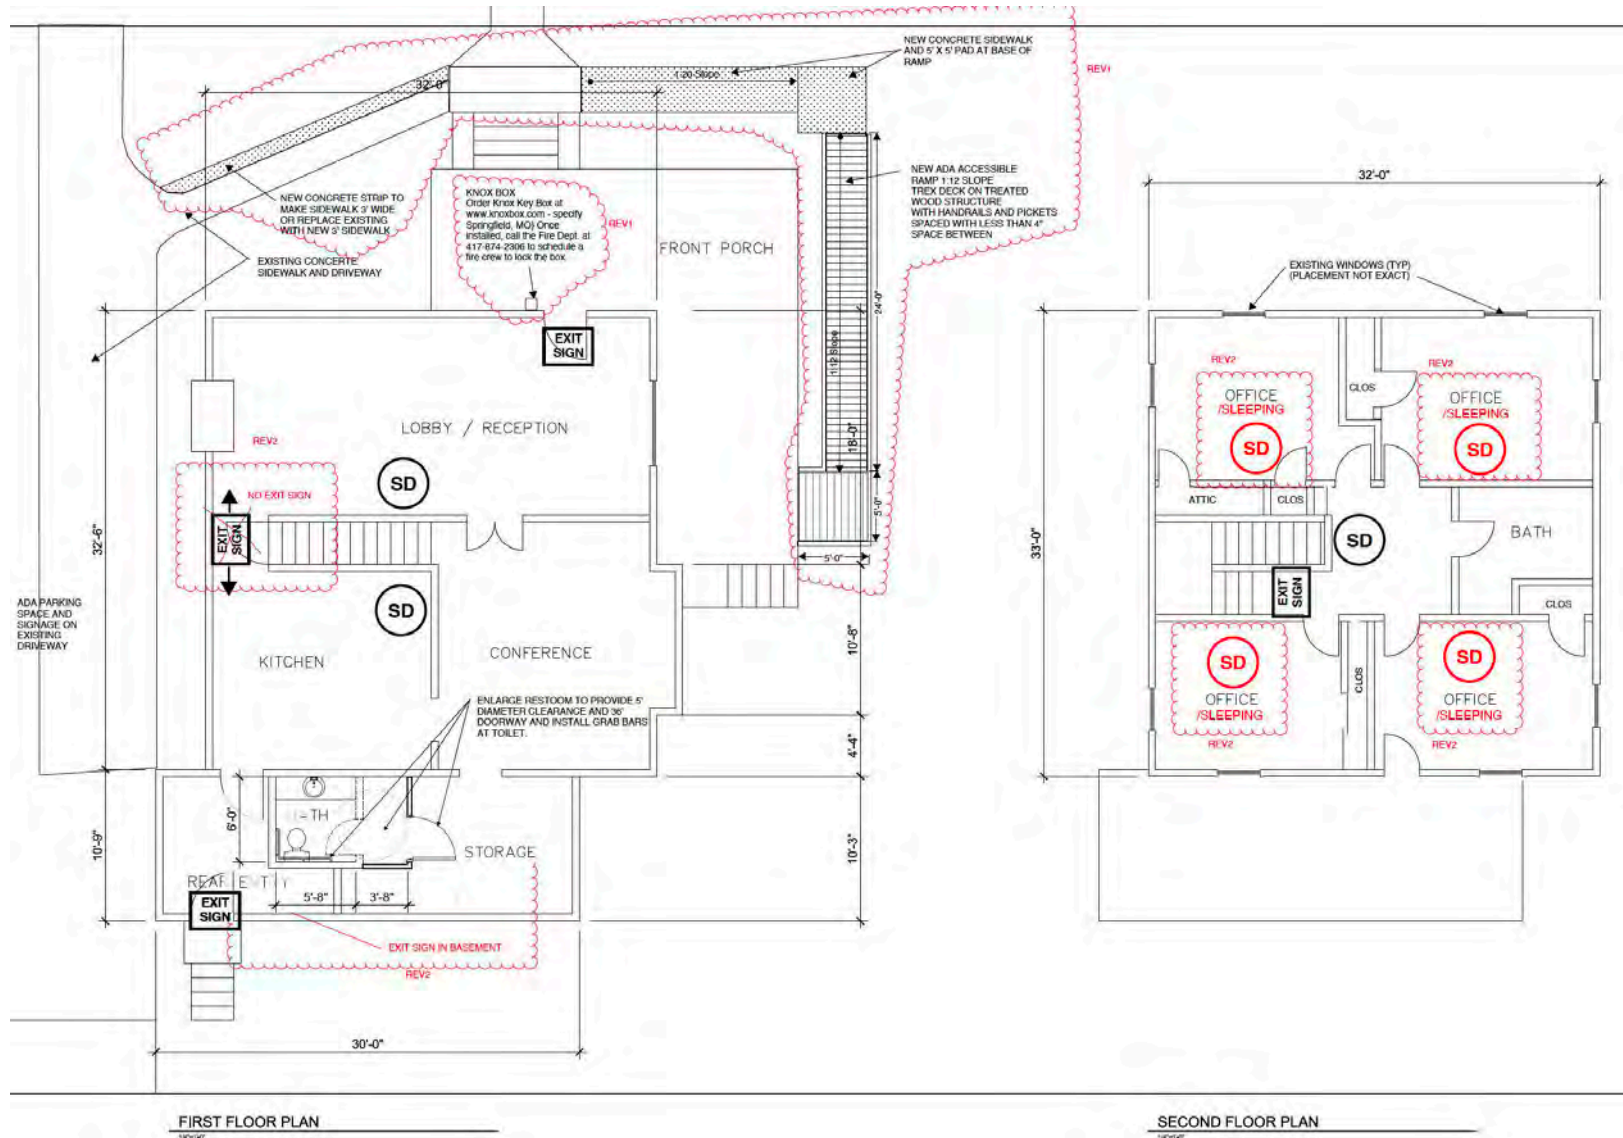 NEW CONCRETE SIDEWALK
AND 5' X 5' PAD AT BASE OF
RAMP
REV1
1:20 Slope
32'-0"
NEW CONCRETE STRIP TO
MAKE SIDEWALK 3' WIDE
OR REPLACE EXISTING
WITH NEW 3' SIDEWALK
KNOX BOX
Order Knox Key Box at
www.knoxbox.com - specify
Springfield, MO) Once
installed, call the Fire Dept. at
417-874-2306 to schedule a
fire crew to lock the box.
REV1
NEW ADA ACCESSIBLE
RAMP 1:12 SLOPE
TREX DECK ON TREATED
WOOD STRUCTURE
WITH HANDRAILS AND PICKETS
SPACED WITH LESS THAN 4"
SPACE BETWEEN
FRONT PORCH
EXISTING CONCERTE
SIDEWALK AND DRIVEWAY
24'-0"
1:12 Slope
18'-0"
5'-0"
5'-0"
EXIT
SIGN
LOBBY / RECEPTION
REV2
SD
NO EXIT SIGN
EXIT
SIGN
32'-6"
SD
ADA PARKING
SPACE AND
SIGNAGE ON
EXISTING
DRIVEWAY
KITCHEN
CONFERENCE
10'-8"
ENLARGE RESTOOM TO PROVIDE 5'
DIAMETER CLEARANCE AND 36"
DOORWAY AND INSTALL GRAB BARS
AT TOILET.
4'-4"
6'-0"
10'-9"
STORAGE
10'-3"
REAR ENTRY
5'-8"
3'-8"
EXIT
SIGN
EXIT SIGN IN BASEMENT
REV2
30'-0"
FIRST FLOOR PLAN
32'-0"
EXISTING WINDOWS (TYP)
(PLACEMENT NOT EXACT)
REV2
OFFICE
/SLEEPING
SD
CLOS
REV2
OFFICE
/SLEEPING
SD
ATTIC
CLOS
33'-0"
SD
BATH
EXIT
SIGN
CLOS
SD
OFFICE
/SLEEPING
REV2
CLOS
SD
OFFICE
/SLEEPING
REV2
SECOND FLOOR PLAN